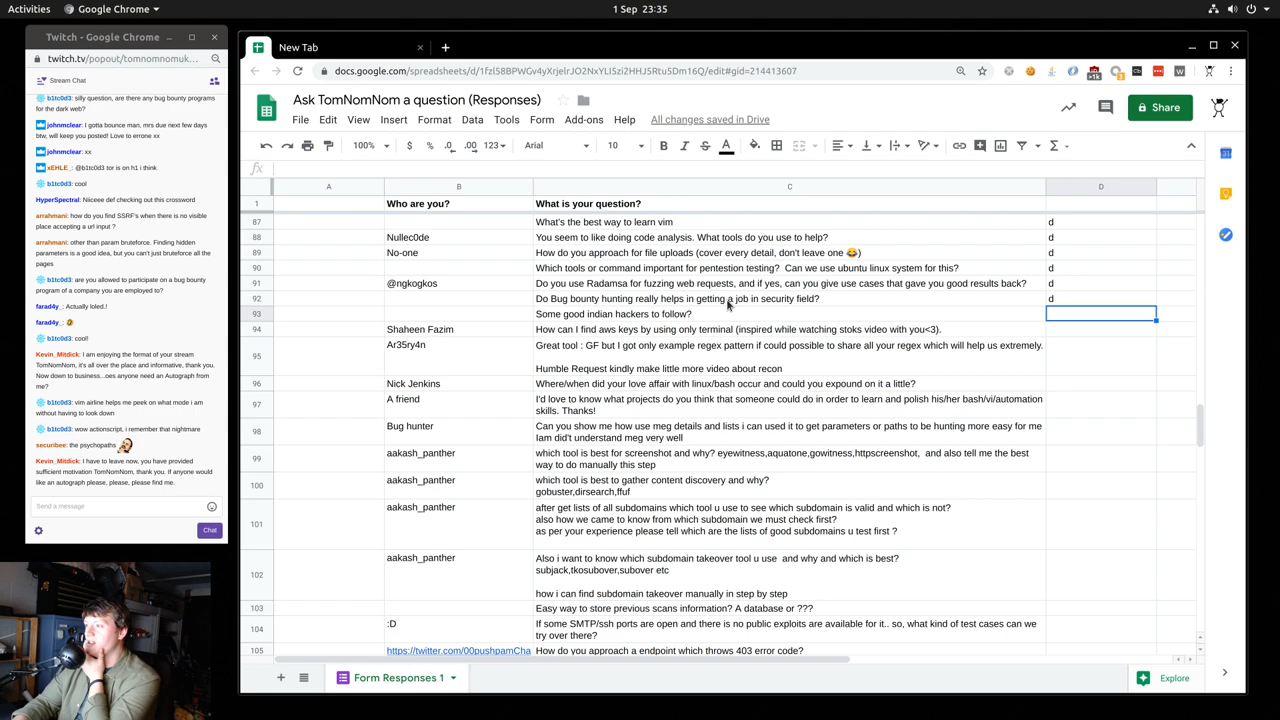 Activities
Google Chrome
1 Sep 23:35
Twitch - Google Chrome
twitch.tv/popout/tomnomnomuk...
Stream Chat
b1tc0d3: silly question, are there any bug bounty programs
for the dark web?
johnmclear: I gotta bounce man, mrs due next few days
btw, will keep you posted! Love to errone xx
johnmclear: xx
xEHLE_: @b1tc0d3 tor is on h1 i think
b1tc0d3: cool
HyperSpectral: Niiceee def checking out this crossword
arrahmani: how do you find SSRF's when there is no visible
place accepting a url input ?
arrahmani: other than param bruteforce. Finding hidden
parameters is a good idea, but you can't just bruteforce all the
pages
b1tc0d3: are you allowed to participate on a bug bounty
program of a company you are employed to?
farad4y_: Actually loled.!
farad4y_:
b1tc0d3: cool!
Kevin_Mitdick: I am enjoying the format of your stream
TomNomNom, it's all over the place and informative, thank you.
Now down to business...oes anyone need an Autograph from
me?
b1tc0d3: vim airline helps me peek on what mode i am
without having to look down
b1tc0d3: wow actionscript, i remember that nightmare
securibee: the psychopaths
Kevin_Mitdick: I have to leave now, you have provided
sufficient motivation TomNomNom, thank you. If anyone would
like an autograph please, please, please find me.
Send a message
Chat
New Tab
docs.google.com/spreadsheets/d/1fzI58BPWGv4yXrjelrJO2NxYLISzi2HHJ5RtuSDm16Q/edit#gid=214413607
Ask TomNomNom a question (Responses)
File Edit View Insert Format Data Tools Form Add-ons Help All changes saved in Drive
Share
100% $ % .0 .00 123 Arial 10 B I S A
fx
A B C D
1 Who are you? What is your question?
87 What's the best way to learn vim d
88 Nullec0de You seem to like doing code analysis. What tools do you use to help? d
89 No-one How do you approach for file uploads (cover every detail, don't leave one 😂) d
90 Which tools or command important for pentestion testing? Can we use ubuntu linux system for this? d
91 @ngkogkos Do you use Radamsa for fuzzing web requests, and if yes, can you give use cases that gave you good results back? d
92 Do Bug bounty hunting really helps in getting a job in security field? d
93 Some good indian hackers to follow?
94 Shaheen Fazim How can I find aws keys by using only terminal (inspired while watching stoks video with you<3).
95 Ar35ry4n Great tool : GF but I got only example regex pattern if could possible to share all your regex which will help us extremely.
Humble Request kindly make little more video about recon
96 Nick Jenkins Where/when did your love affair with linux/bash occur and could you expound on it a little?
97 A friend I'd love to know what projects do you think that someone could do in order to learn and polish his/her bash/vi/automation
skills. Thanks!
98 Bug hunter Can you show me how use meg details and lists i can used it to get parameters or paths to be hunting more easy for me
Iam did't understand meg very well
99 aakash_panther which tool is best for screenshot and why? eyewitness,aquatone,gowitness,httpscreenshot, and also tell me the best
way to do manually this step
100 aakash_panther which tool is best to gather content discovery and why?
gobuster,dirsearch,ffuf
101 aakash_panther after get lists of all subdomains which tool u use to see which subdomain is valid and which is not?
also how we came to know from which subdomain we must check first?
as per your experience please tell which are the lists of good subdomains u test first ?
102 aakash_panther Also i want to know which subdomain takeover tool u use and why and which is best?
subjack,tkosubover,subover etc
how i can find subdomain takeover manually in step by step
103 Easy way to store previous scans information? A database or ???
104 :D If some SMTP/ssh ports are open and there is no public exploits are available for it.. so, what kind of test cases can we
try over there?
105 https://twitter.com/00pushpamCha How do you approach a endpoint which throws 403 error code?
Form Responses 1
Explore